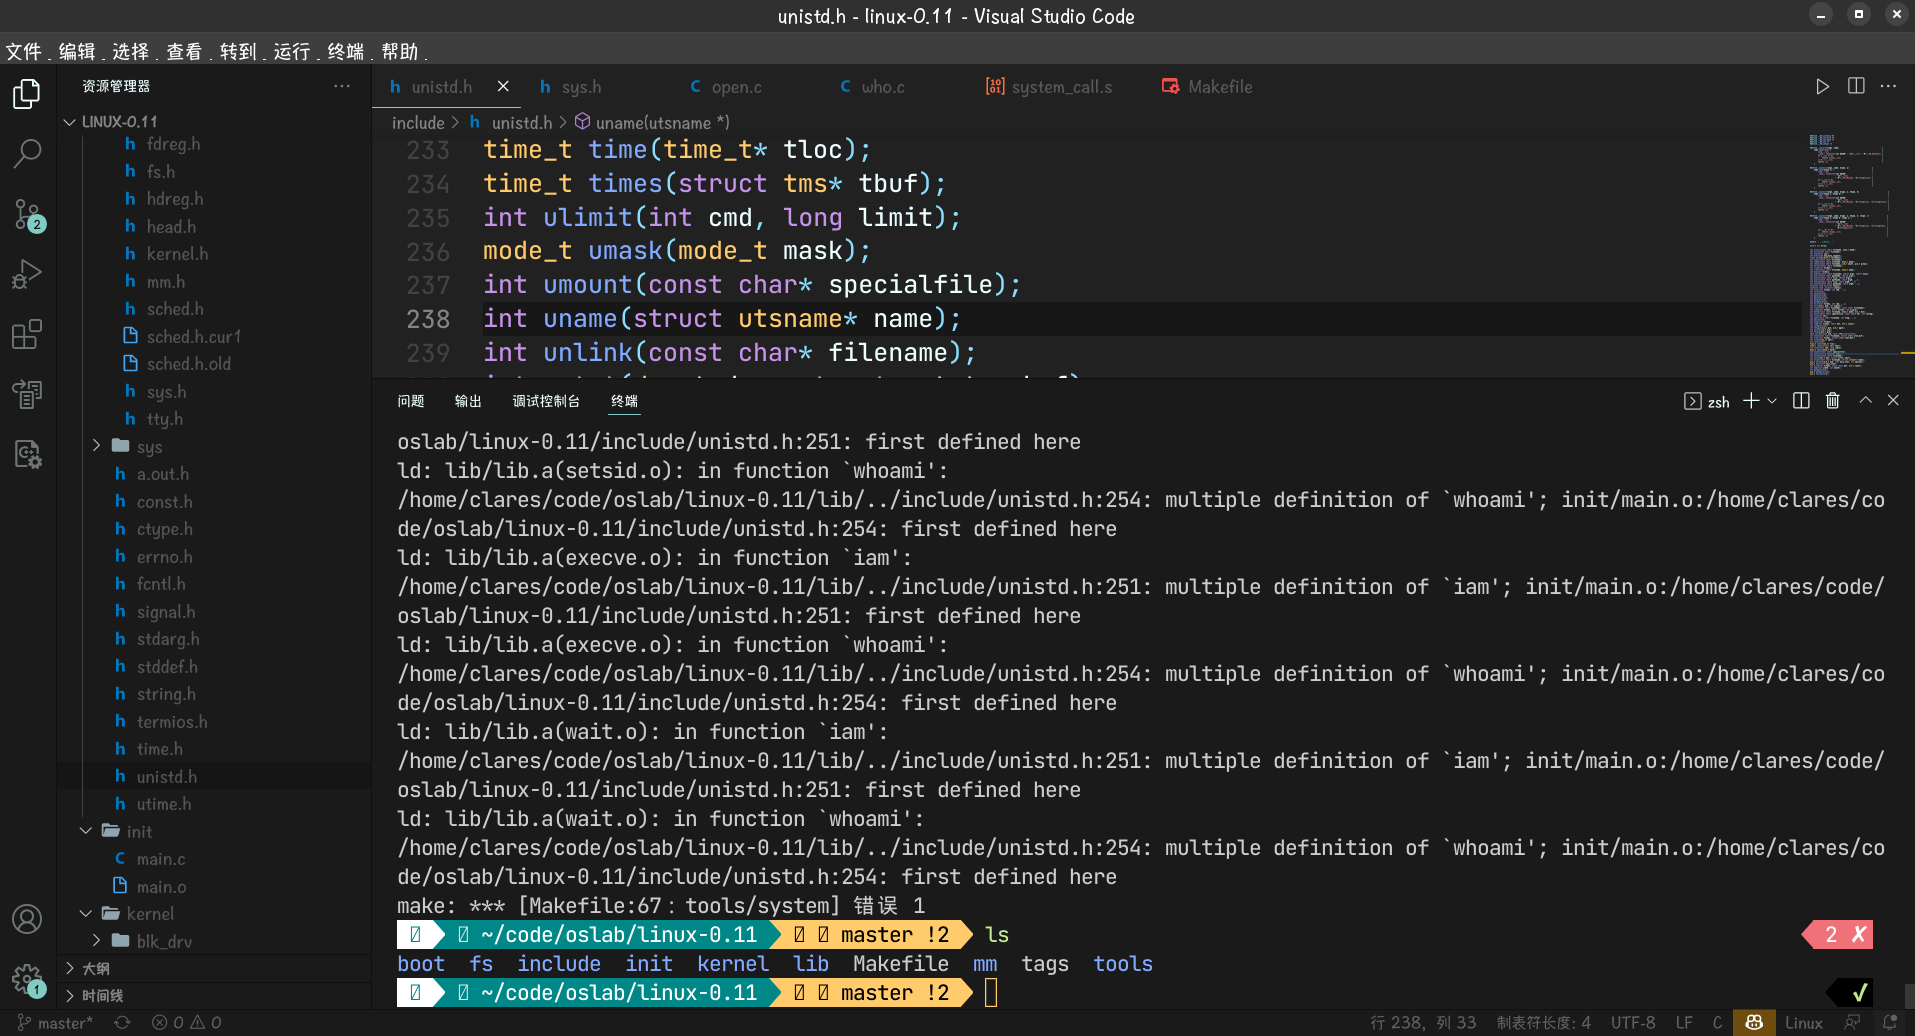 unistd.h - linux-0.11 - Visual Studio Code
文件 编辑 选择 查看 转到 运行 终端 帮助
资源管理器 ···
LINUX-0.11
fdreg.h
fs.h
hdreg.h
head.h
kernel.h
mm.h
sched.h
sched.h.cur1
sched.h.old
sys.h
tty.h
sys
a.out.h
const.h
ctype.h
errno.h
fcntl.h
signal.h
stdarg.h
stddef.h
string.h
termios.h
time.h
unistd.h
utime.h
init
main.c
main.o
kernel
blk_drv
大纲
时间线
2
1
unistd.h sys.h open.c who.c system_call.s Makefile
include > unistd.h > uname(utsname *)
233 time_t time(time_t* tloc);
234 time_t times(struct tms* tbuf);
235 int ulimit(int cmd, long limit);
236 mode_t umask(mode_t mask);
237 int umount(const char* specialfile);
238 int uname(struct utsname* name);
239 int unlink(const char* filename);
问题 输出 调试控制台 终端 zsh
oslab/linux-0.11/include/unistd.h:251: first defined here
ld: lib/lib.a(setsid.o): in function `whoami':
/home/clares/code/oslab/linux-0.11/lib/../include/unistd.h:254: multiple definition of `whoami'; init/main.o:/home/clares/co
de/oslab/linux-0.11/include/unistd.h:254: first defined here
ld: lib/lib.a(execve.o): in function `iam':
/home/clares/code/oslab/linux-0.11/lib/../include/unistd.h:251: multiple definition of `iam'; init/main.o:/home/clares/code/
oslab/linux-0.11/include/unistd.h:251: first defined here
ld: lib/lib.a(execve.o): in function `whoami':
/home/clares/code/oslab/linux-0.11/lib/../include/unistd.h:254: multiple definition of `whoami'; init/main.o:/home/clares/co
de/oslab/linux-0.11/include/unistd.h:254: first defined here
ld: lib/lib.a(wait.o): in function `iam':
/home/clares/code/oslab/linux-0.11/lib/../include/unistd.h:251: multiple definition of `iam'; init/main.o:/home/clares/code/
oslab/linux-0.11/include/unistd.h:251: first defined here
ld: lib/lib.a(wait.o): in function `whoami':
/home/clares/code/oslab/linux-0.11/lib/../include/unistd.h:254: multiple definition of `whoami'; init/main.o:/home/clares/co
de/oslab/linux-0.11/include/unistd.h:254: first defined here
make: *** [Makefile:67：tools/system] 错误 1
~/code/oslab/linux-0.11 master !2 ls 2 ✗
boot fs include init kernel lib Makefile mm tags tools
~/code/oslab/linux-0.11 master !2 ✓
master* 0 0 行 238，列 33 制表符长度: 4 UTF-8 LF C Linux